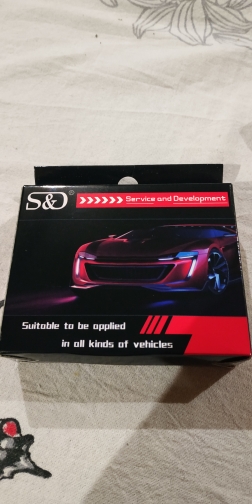 S&D® >>>>>> Service and Development
Suitable to be applied
in all kinds of vehicles